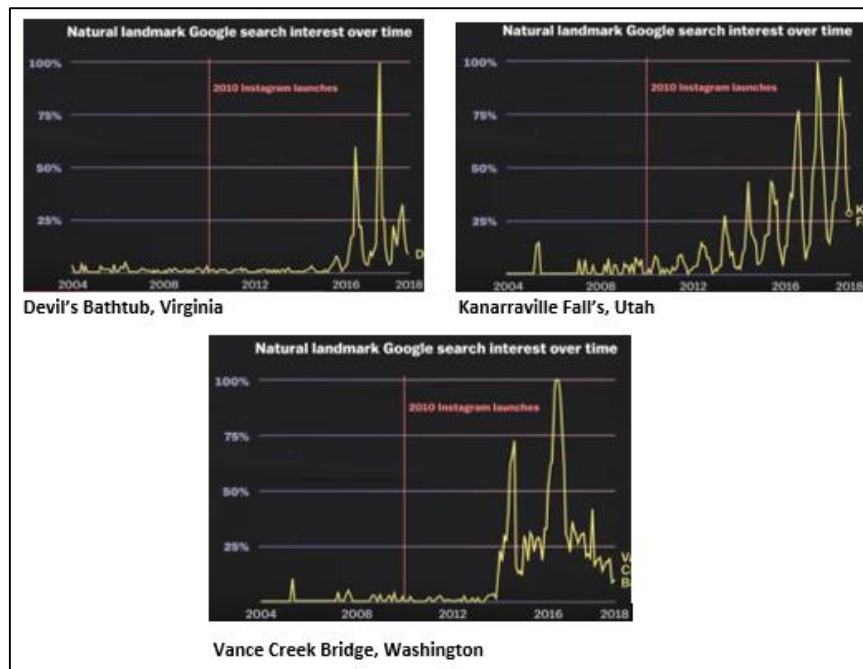 Natural landmark Google search interest over time
100%
2010 Instagram launches
75%
50%
25%
D
2004 2008 2012 2016 2018
Devil's Bathtub, Virginia
Natural landmark Google search interest over time
100%
2010 Instagram launches
75%
50%
25%
K
F
2004 2008 2012 2016 2018
Kanarraville Fall's, Utah
Natural landmark Google search interest over time
100%
2010 Instagram launches
75%
50%
25%
Va
C
B
2004 2008 2012 2016 2018
Vance Creek Bridge, Washington